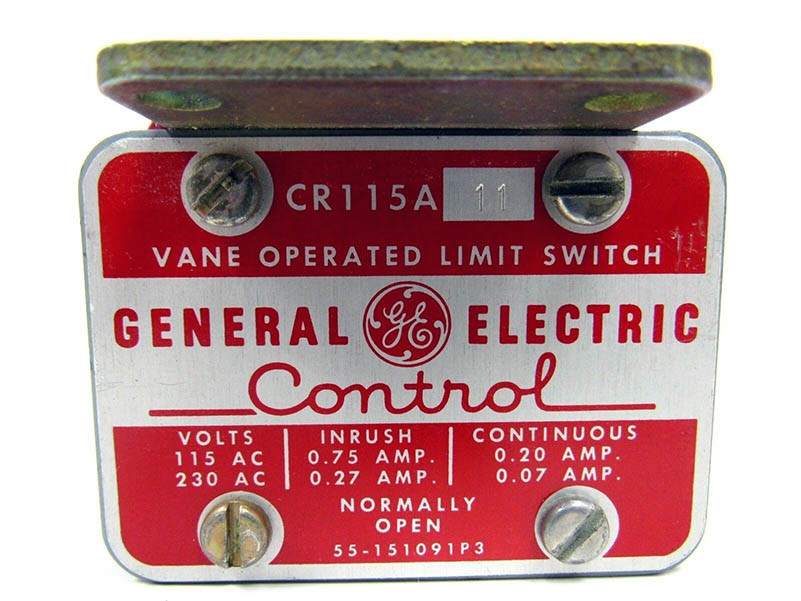 CR115A 11
VANE OPERATED LIMIT SWITCH
GENERAL GE ELECTRIC
Control
VOLTS INRUSH CONTINUOUS
115 AC 0.75 AMP. 0.20 AMP.
230 AC 0.27 AMP. 0.07 AMP.
NORMALLY
OPEN
55-151091P3